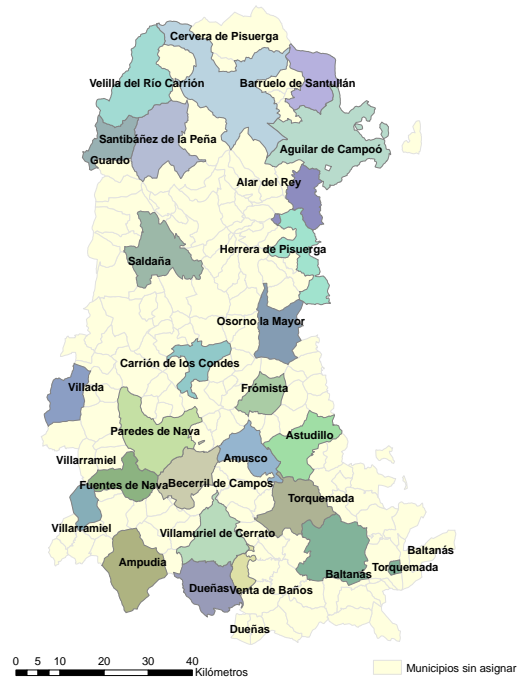 Cervera de Pisuerga
Velilla del Río Carrión
Barruelo de Santullán
Santibáñez de la Peña
Aguilar de Campoó
Guardo
Alar del Rey
Herrera de Pisuerga
Saldaña
Osorno la Mayor
Carrión de los Condes
Villada
Frómista
Paredes de Nava
Astudillo
Villarramiel
Amusco
Fuentes de Nava
Becerril de Campos
Torquemada
Villarramiel
Villamuriel de Cerrato
Baltanás
Ampudia
Torquemada
Baltanás
Dueñas
Venta de Baños
Dueñas
0 5 10 20 30 40
Kilómetros
Municipios sin asignar